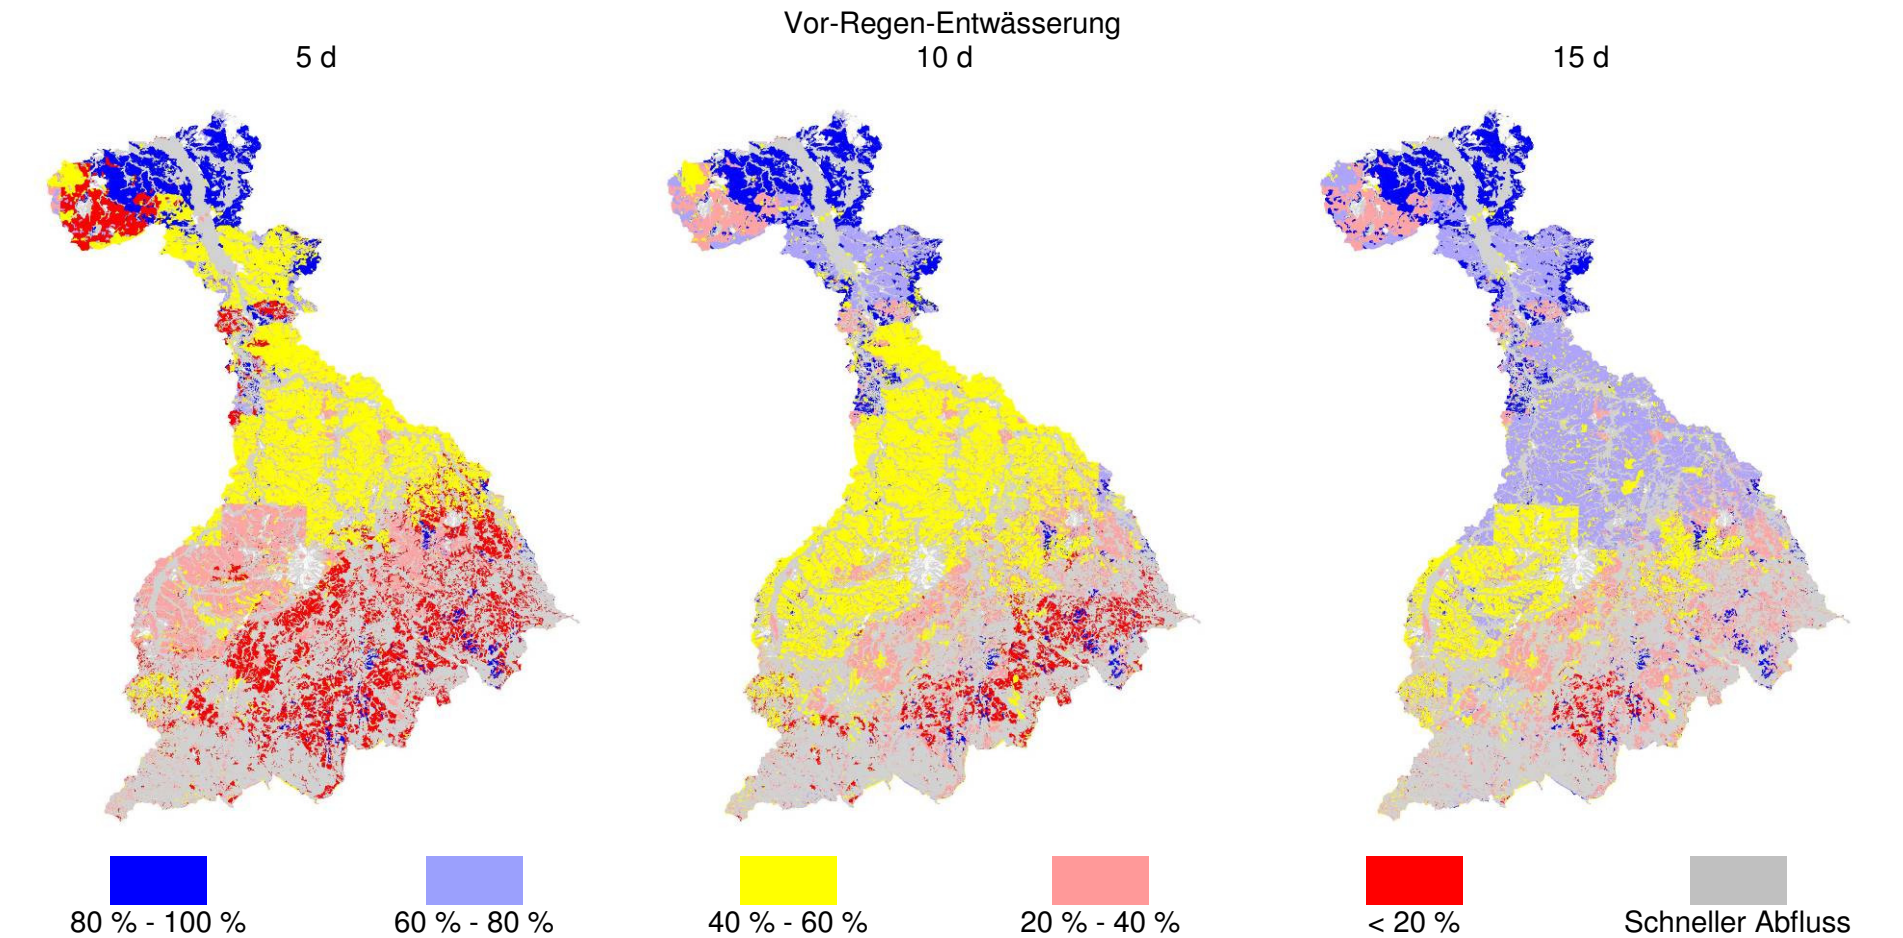 Vor-Regen-Entwässerung
5 d
10 d
15 d
80 % - 100 %
60 % - 80 %
40 % - 60 %
20 % - 40 %
< 20 %
Schneller Abfluss